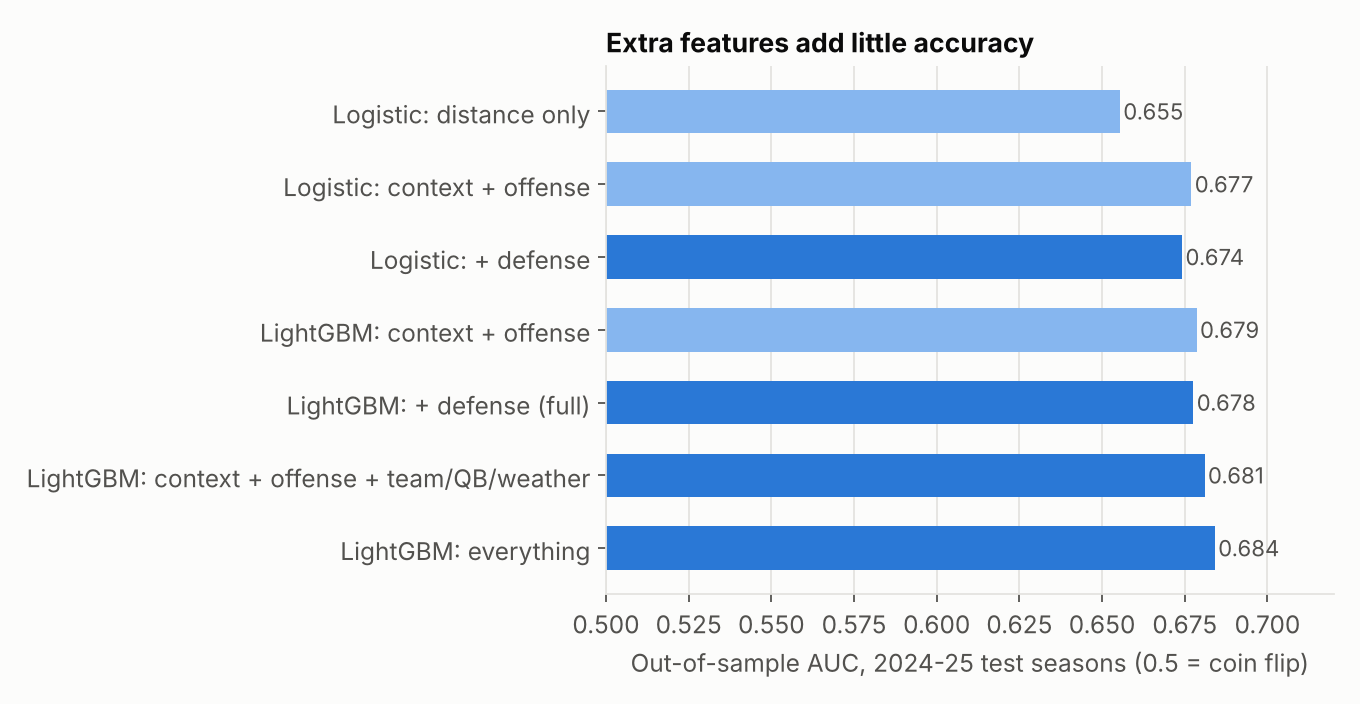 Extra features add little accuracy
Logistic: distance only 0.655
Logistic: context + offense 0.677
Logistic: + defense 0.674
LightGBM: context + offense 0.679
LightGBM: + defense (full) 0.678
LightGBM: context + offense + team/QB/weather 0.681
LightGBM: everything 0.684
0.500 0.525 0.550 0.575 0.600 0.625 0.650 0.675 0.700
Out-of-sample AUC, 2024-25 test seasons (0.5 = coin flip)